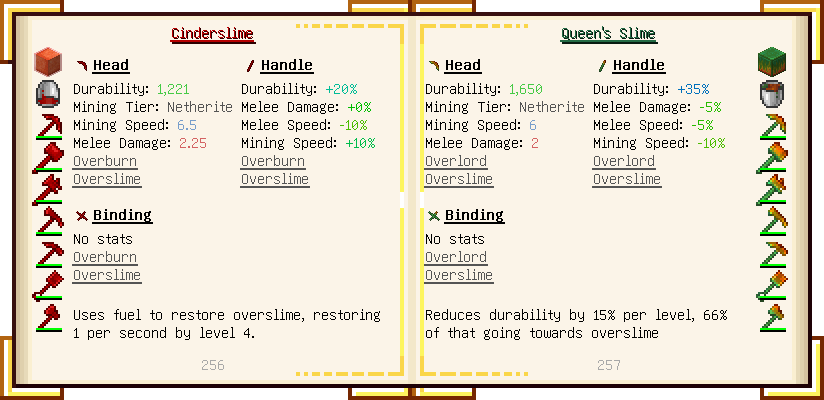 Cinderslime
Head
Durability: 1,221
Mining Tier: Netherite
Mining Speed: 6.5
Melee Damage: 2.25
Overburn
Overslime
Handle
Durability: +20%
Melee Damage: +0%
Melee Speed: -10%
Mining Speed: +10%
Overburn
Overslime
Binding
No stats
Overburn
Overslime
Uses fuel to restore overslime, restoring
1 per second by level 4.
256
Queen's Slime
Head
Durability: 1,650
Mining Tier: Netherite
Mining Speed: 6
Melee Damage: 2
Overlord
Overslime
Handle
Durability: +35%
Melee Damage: -5%
Melee Speed: -5%
Mining Speed: -10%
Overlord
Overslime
Binding
No stats
Overlord
Overslime
Reduces durability by 15% per level, 66%
of that going towards overslime
257